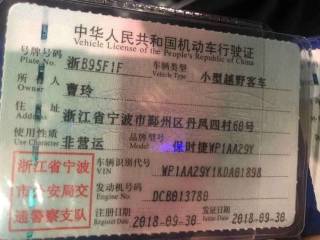 中华人民共和国机动车行驶证
Vehicle License of the People's Republic of China
号牌号码 浙B95F1F 车辆类型 小型越野客车
Plate No. Vehicle Type
所有人 曹玲
Owner
住址 浙江省宁波市鄞州区丹凤四村60号
Address
使用性质 非营运 品牌型号 保时捷WP1AA29Y
Use Character
浙江省宁波
市公安局交
通警察支队
车辆识别代号 WP1AA29Y1KDA01898
VIN
发动机号码 DCB013780
Engine No.
注册日期 2018-09-30 发证日期 2018-09-30
Register Date Issue Date